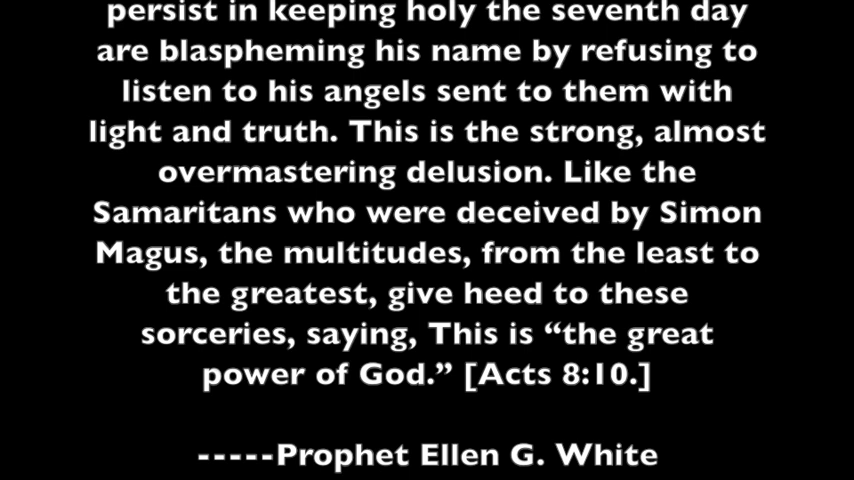 persist in keeping holy the seventh day
are blaspheming his name by refusing to
listen to his angels sent to them with
light and truth. This is the strong, almost
overmastering delusion. Like the
Samaritans who were deceived by Simon
Magus, the multitudes, from the least to
the greatest, give heed to these
sorceries, saying, This is “the great
power of God.” [Acts 8:10.]
-----Prophet Ellen G. White